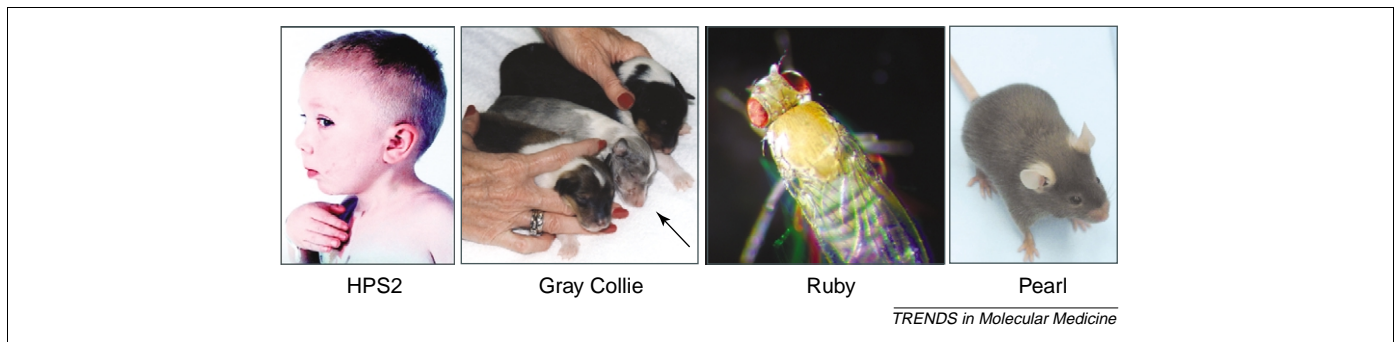 HPS2
Gray Collie
Ruby
Pearl
TRENDS in Molecular Medicine